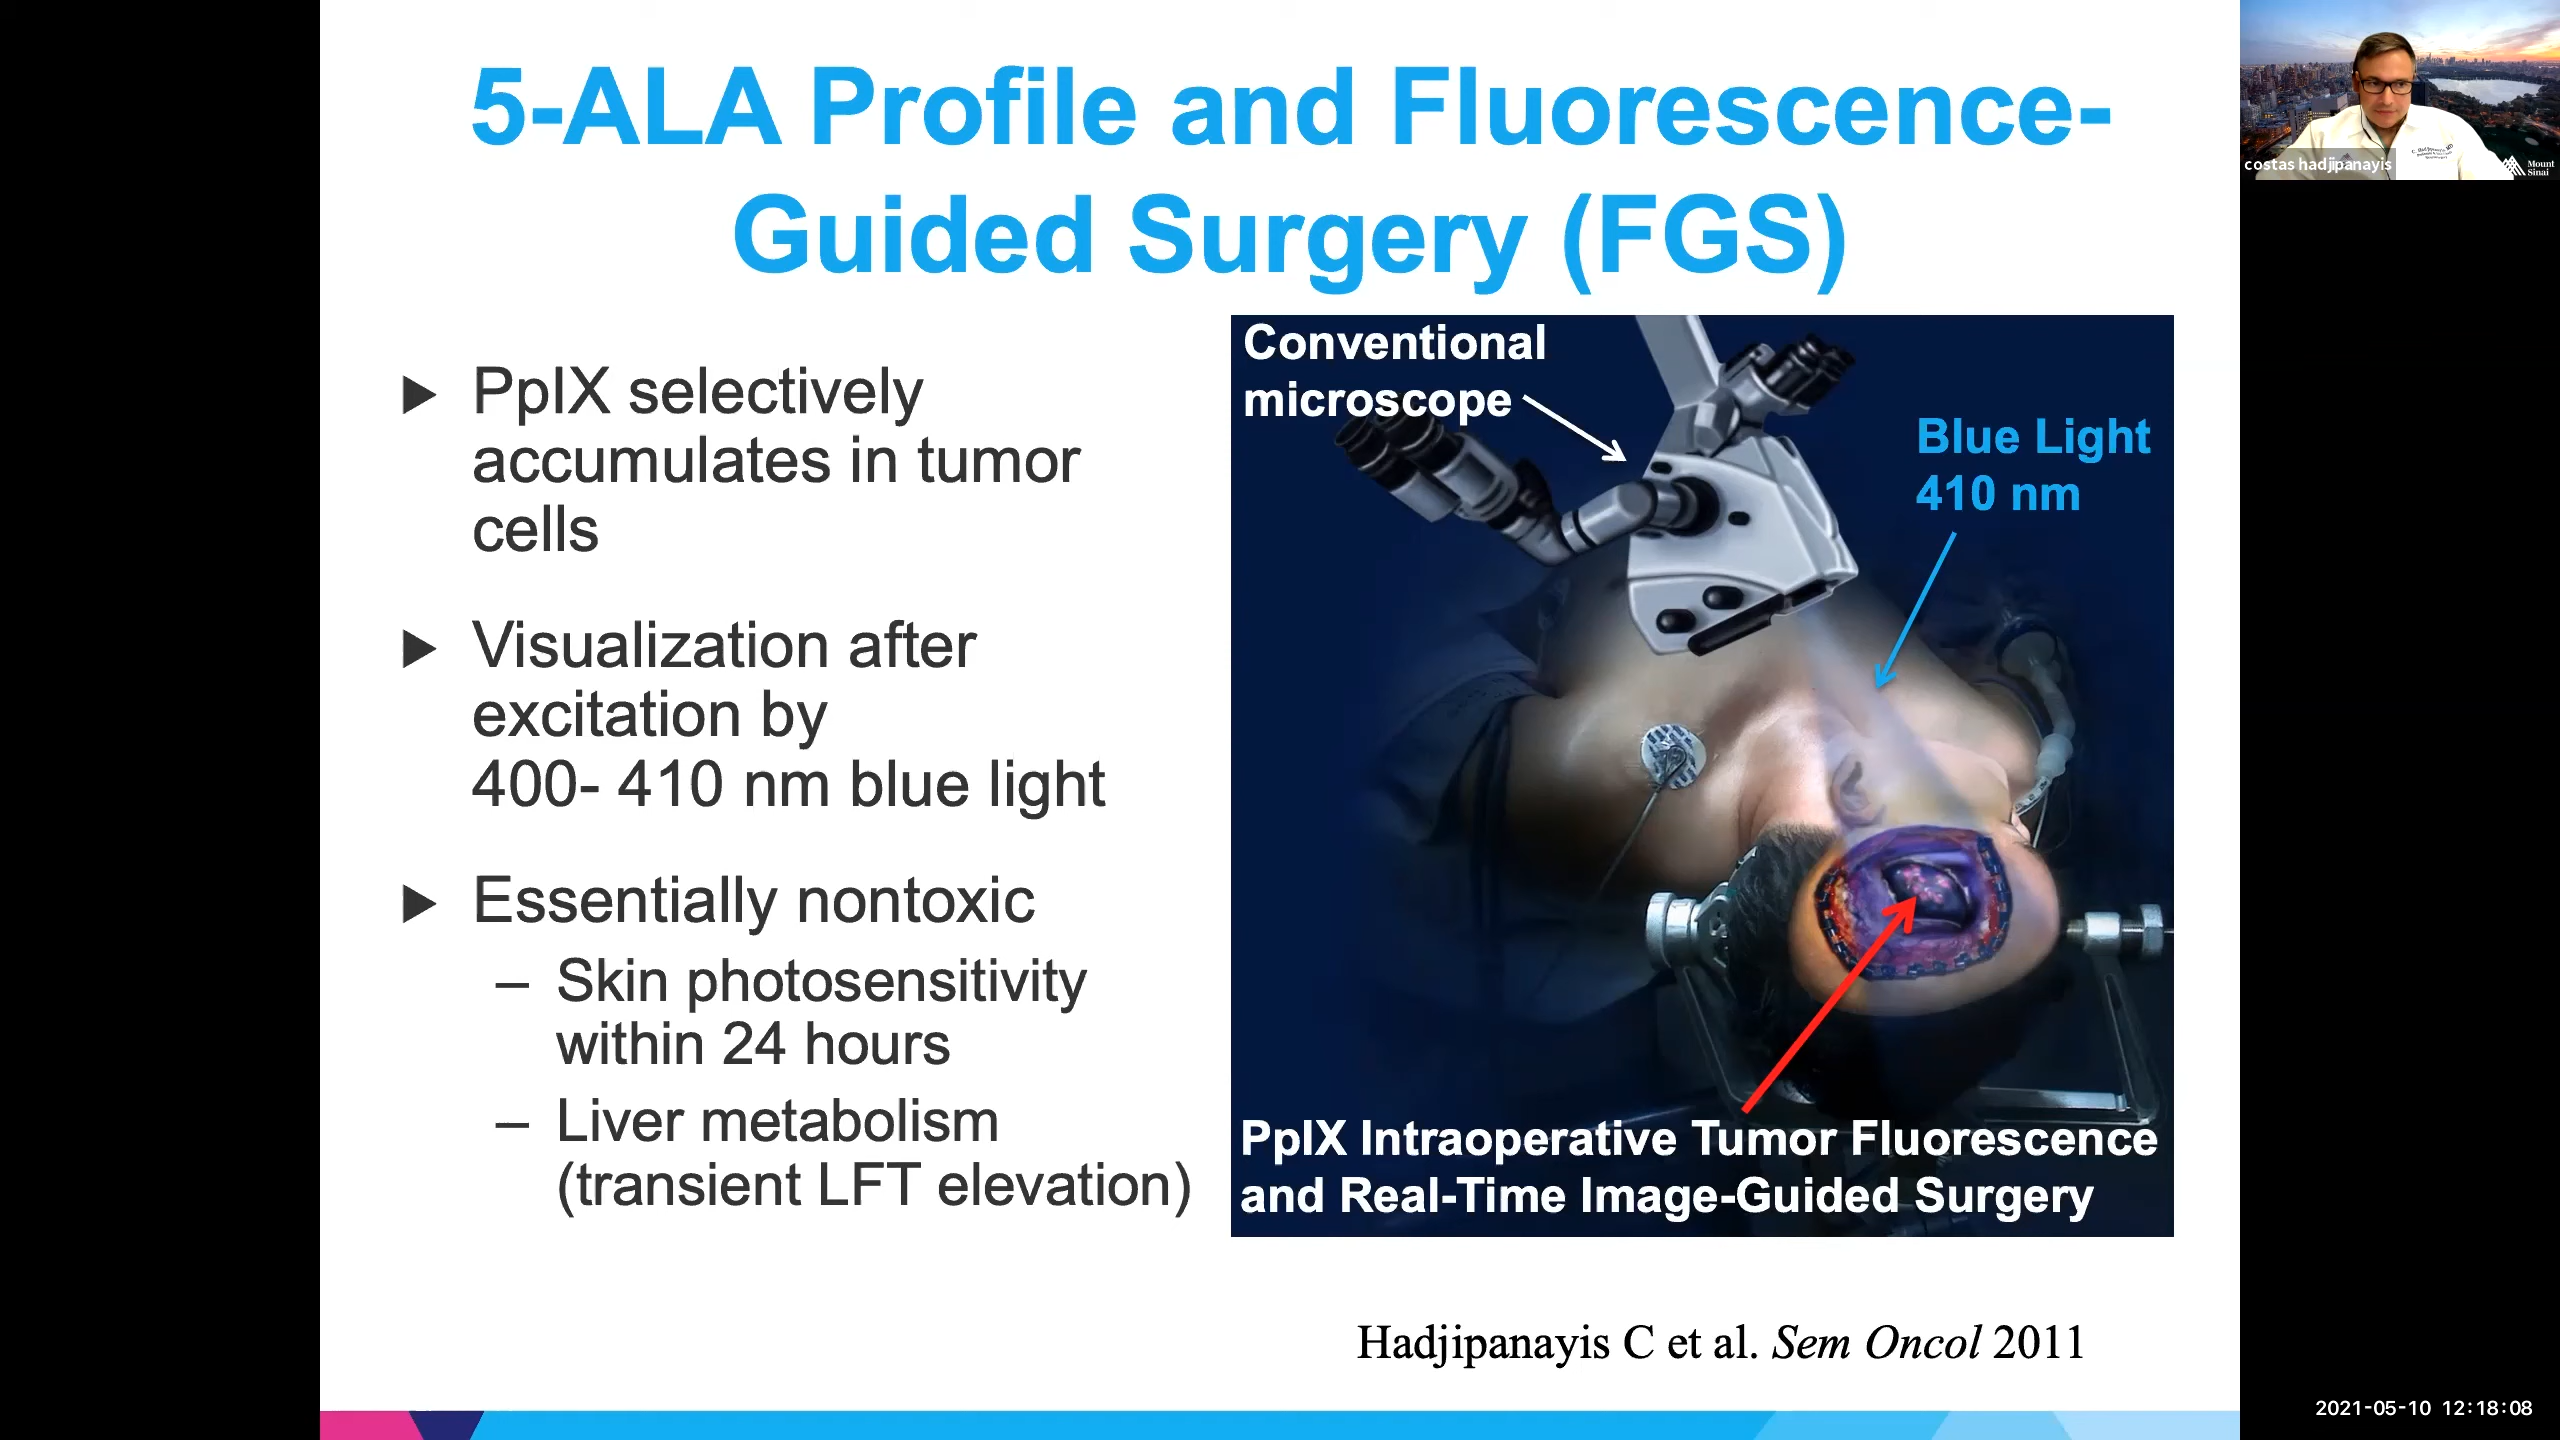 5-ALA Profile and Fluorescence-
Guided Surgery (FGS)
PpIX selectively
accumulates in tumor
cells
Visualization after
excitation by
400- 410 nm blue light
Essentially nontoxic
– Skin photosensitivity
within 24 hours
– Liver metabolism
(transient LFT elevation)
Conventional
microscope
Blue Light
410 nm
PpIX Intraoperative Tumor Fluorescence
and Real-Time Image-Guided Surgery
Hadjipanayis C et al. Sem Oncol 2011
costas hadjipanayis
Mount
Sinai
2021-05-10 12:18:08